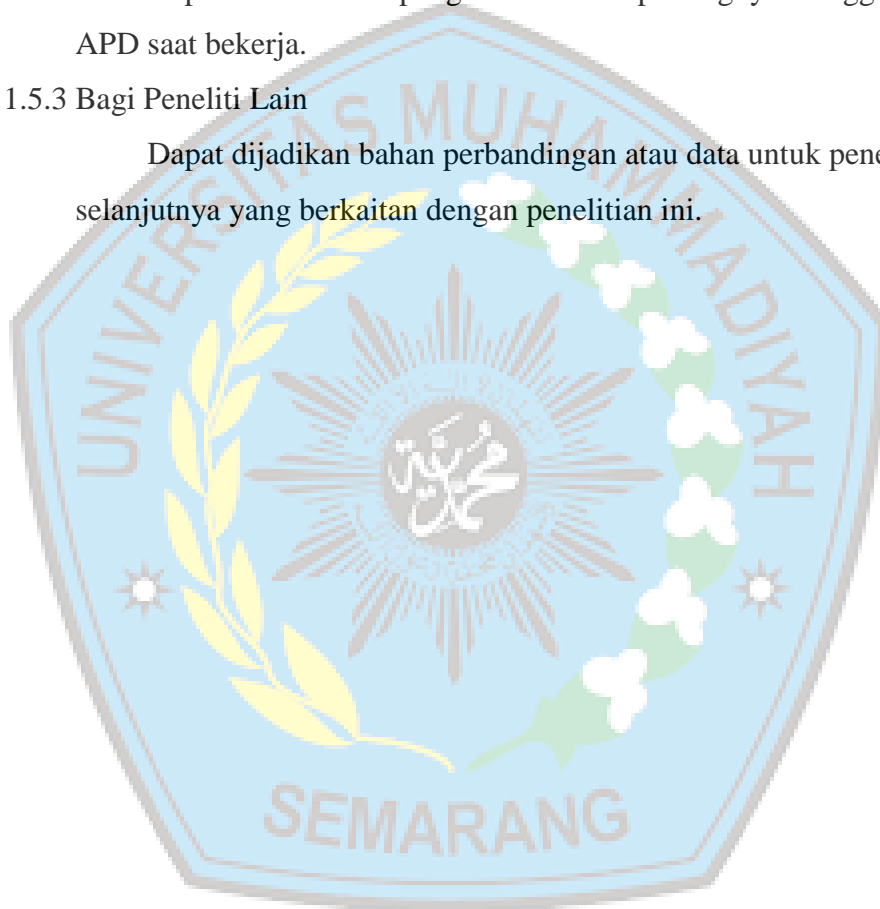 APD saat bekerja.
1.5.3 Bagi Peneliti Lain
Dapat dijadikan bahan perbandingan atau data untuk
selanjutnya yang berkaitan dengan penelitian ini.
UNIVERSITAS MUHAMMADIYAH
محمدية
SEMARANG